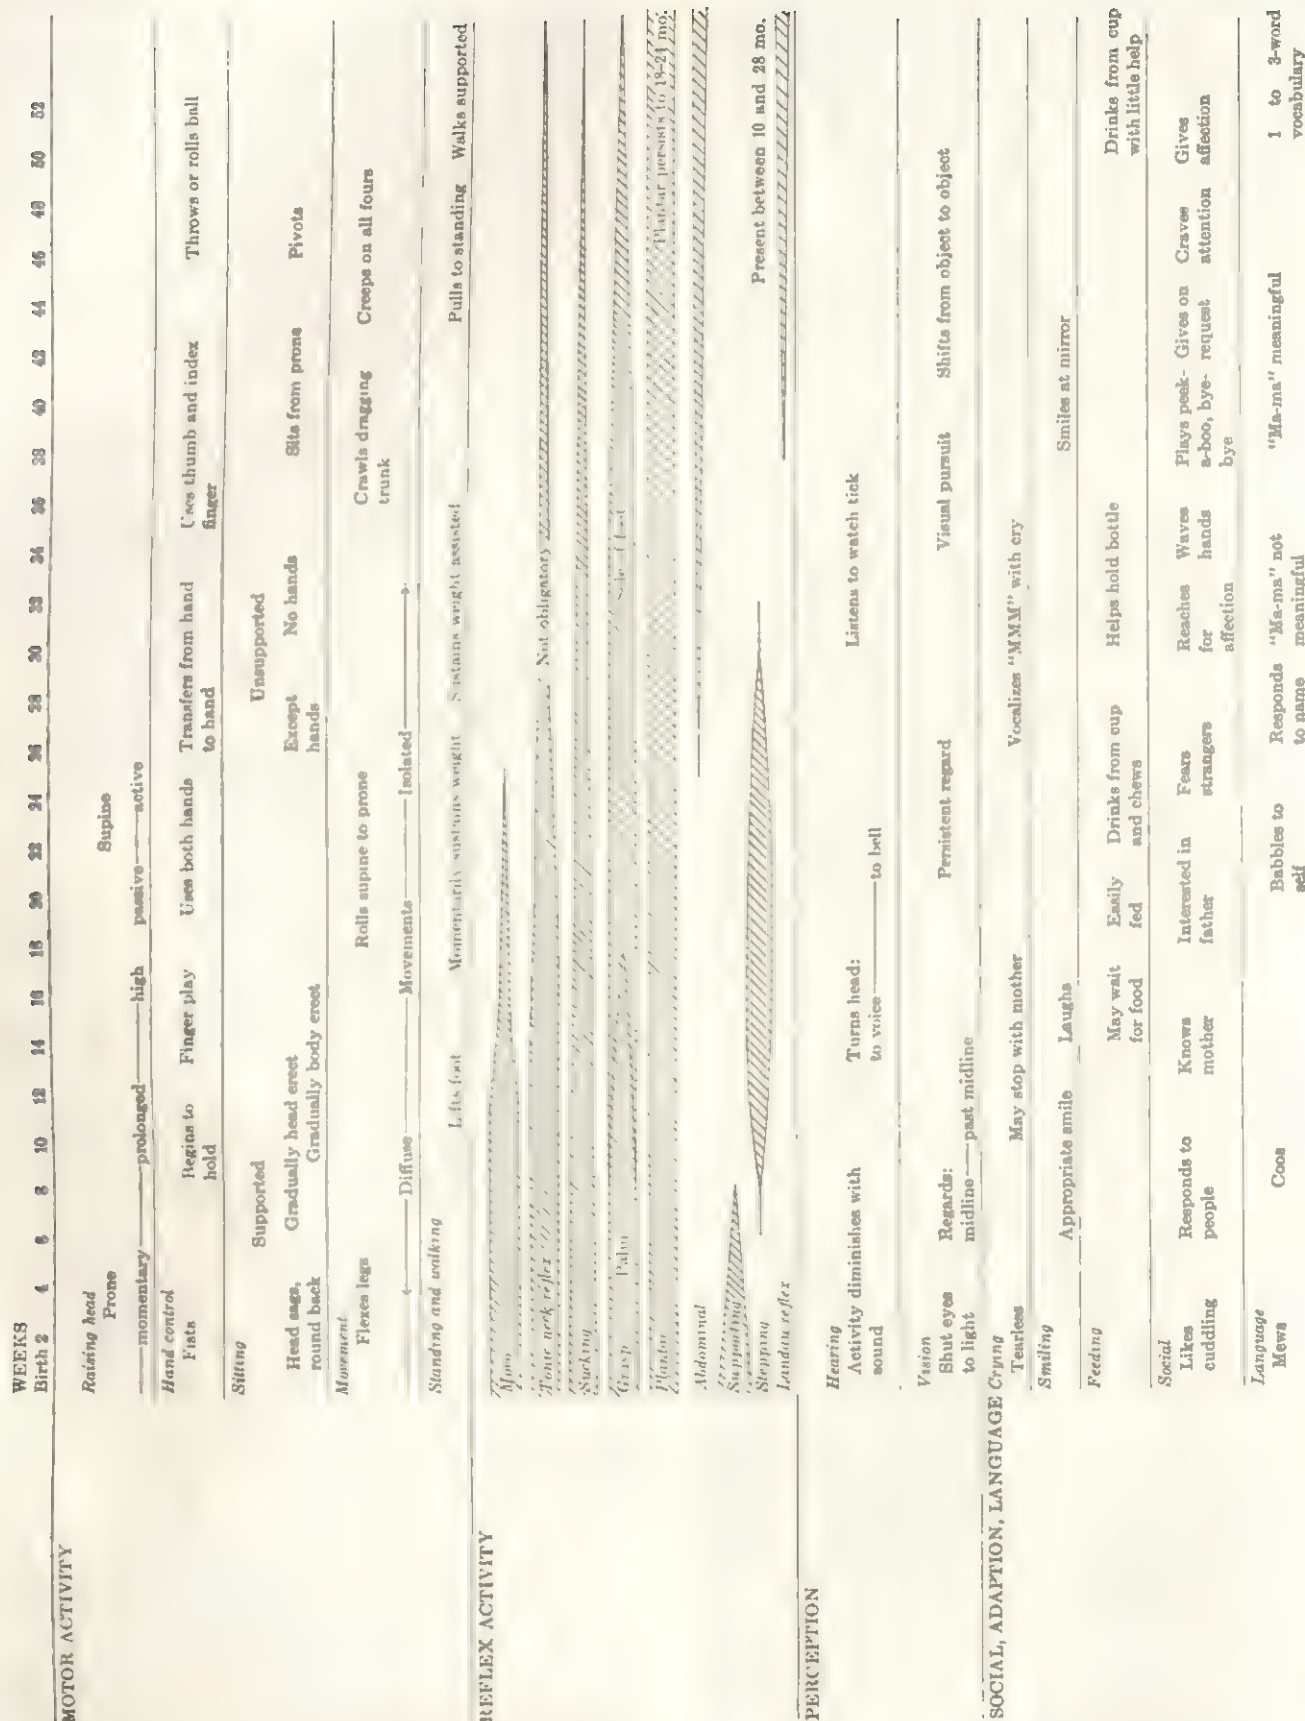 WEEKS
Birth 2 4 6 8 10 12 14 16 18 20 22 24 26 28 30 32 34 36 38 40 42 44 46 48 50 52
MOTOR ACTIVITY
Raising head
Prone Supine
momentary prolonged high passive active
Hand control
Fists Begins to Finger play Uses both hands Transfers from hand Uses thumb and index Throws or rolls ball
hold to hand finger
Sitting
Supported Unsupported
Head sags, Gradually head erect Except No hands Sits from prone Pivots
round back Gradually body erect hands
Movement
Flexes legs Rolls supine to prone Crawls dragging Creeps on all fours
trunk
Diffuse Movements isolated
Standing and walking
Lifts foot Momentarily sustains weight Sustains weight assisted Pulls to standing Walks supported
REFLEX ACTIVITY
Moro
Tonic neck reflex Not obligatory
Sucking
Grasp Palm
Plantar Plantar persists to 18-24 mo.
Abdominal
Supporting
Stepping Present between 10 and 28 mo.
Landau reflex
PERCEPTION
Hearing
Activity diminishes with Turns head: Listens to watch tick
sound to voice to bell
Vision
Shut eyes Regards: Persistent regard Visual pursuit Shifts from object to object
to light midline past midline
SOCIAL, ADAPTION, LANGUAGE Crying
Tearless May stop with mother Vocalizes "MMM" with cry
Smiling
Appropriate smile Laughs Smiles at mirror
Feeding
May wait Easily Drinks from cup Helps hold bottle Drinks from cup
for food fed and chews with little help
Social
Likes Responds to Knows Interested in Fears Reaches Waves Plays peek- Gives on Craves Gives
cuddling people mother father strangers for hands a-boo, bye- request attention affection
affection bye
Language
Mews Coos Babbles to Responds "Ma-ma" not "Ma-ma" meaningful 1 to 3-word
self to name meaningful vocabulary